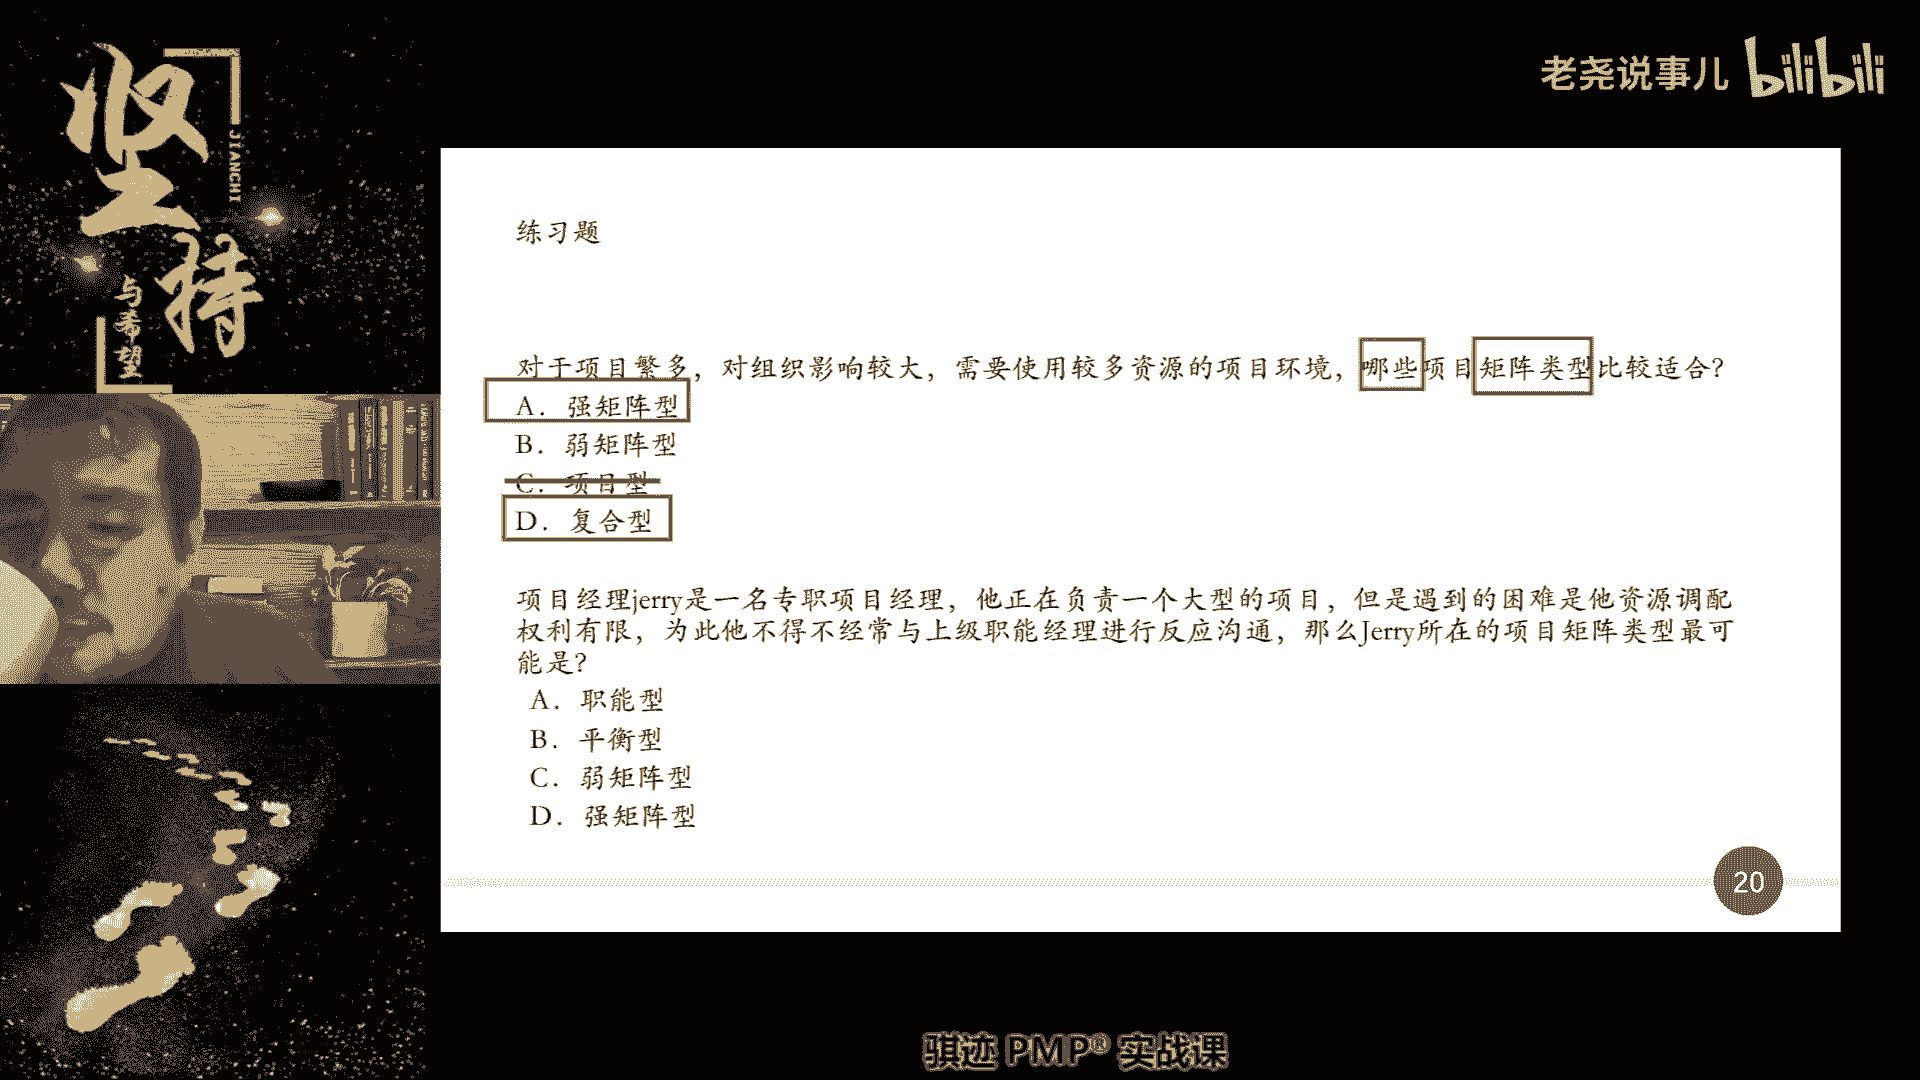 坚持
JIANCHI
与希望
老尧说事儿 bilibili
练习题
对于项目繁多，对组织影响较大，需要使用较多资源的项目环境，哪些项目矩阵类型比较适合？
A．强矩阵型
B．弱矩阵型
C．项目型
D．复合型
项目经理jerry是一名专职项目经理，他正在负责一个大型的项目，但是遇到的困难是他资源调配
权利有限，为此他不得不经常与上级职能经理进行反应沟通，那么Jerry所在的项目矩阵类型最可
能是？
A．职能型
B．平衡型
C．弱矩阵型
D．强矩阵型
20
骐迹 PMP® 实战课